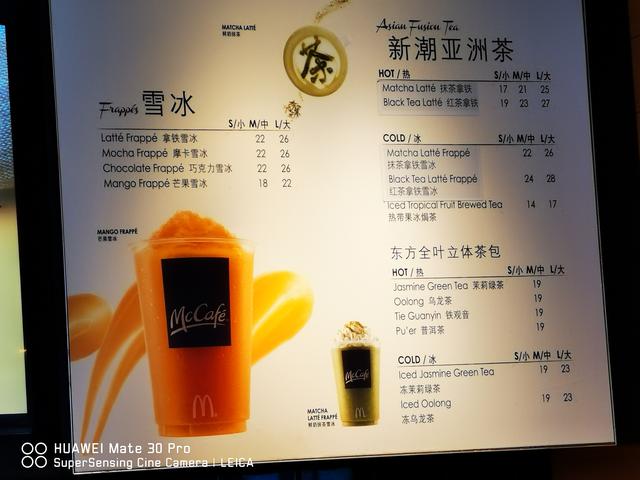 MATCHA LATTÉ
鲜奶抹茶
茶
Frappés 雪冰
S/小 M/中 L/大
Latté Frappé 拿铁雪冰 22 26
Mocha Frappé 摩卡雪冰 22 26
Chocolate Frappé 巧克力雪冰 22 26
Mango Frappé 芒果雪冰 18 22
MANGO FRAPPÉ
芒果雪冰
McCafé
M
McCafé
M
MATCHA
LATTÉ FRAPPÉ
鲜奶抹茶雪冰
Asian Fusion Tea
新潮亚洲茶
HOT / 热 S/小 M/中 L/大
Matcha Latté 抹茶拿铁 17 21 25
Black Tea Latté 红茶拿铁 19 23 27
COLD / 冰 S/小 M/中 L/大
Matcha Latté Frappé 22 26
抹茶拿铁雪冰
Black Tea Latté Frappé 24 28
红茶拿铁雪冰
Iced Tropical Fruit Brewed Tea 14 17
热带果冰焗茶
东方全叶立体茶包
HOT / 热 S/小 M/中 L/大
Jasmine Green Tea 茉莉绿茶 19
Oolong 乌龙茶 19
Tie Guanyin 铁观音 19
Pu'er 普洱茶 19
COLD / 冰 S/小 M/中 L/大
Iced Jasmine Green Tea 19 23
冻茉莉绿茶
Iced Oolong 19 23
冻乌龙茶
HUAWEI Mate 30 Pro
SuperSensing Cine Camera | LEICA